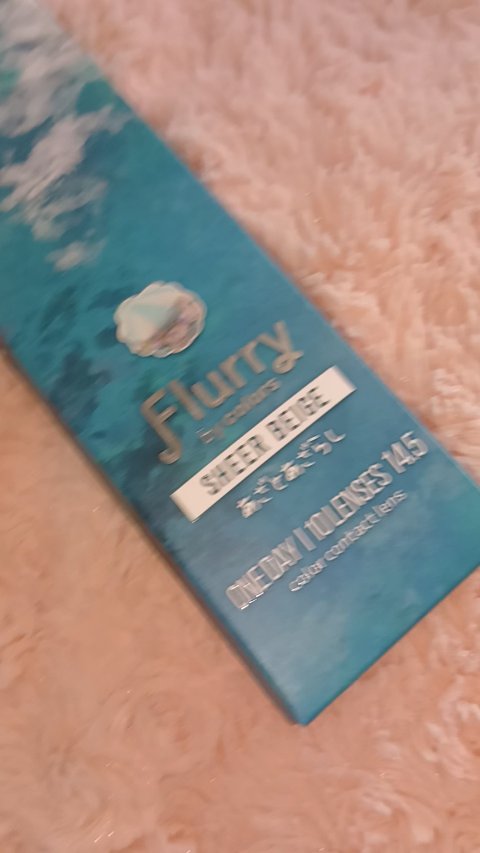 Flurry
by colors
SHEER BEIGE
あざとあざらし
ONE DAY 10 LENSES 14.5
color contact lens